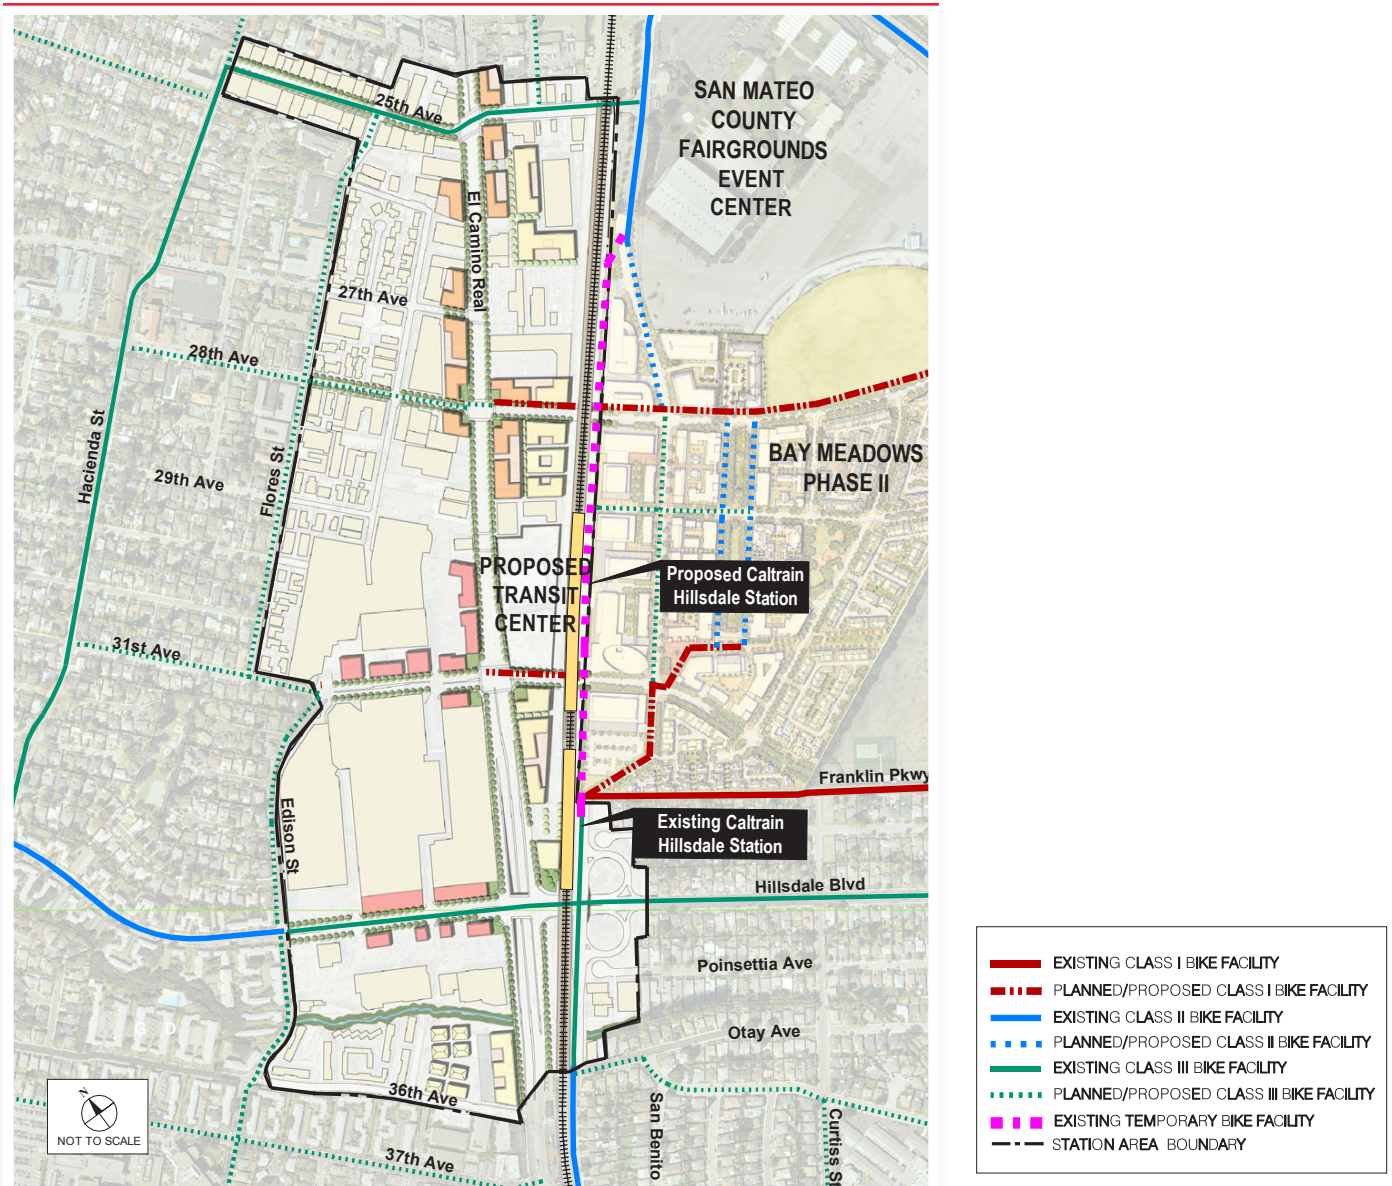 SAN MATEO
COUNTY
FAIRGROUNDS
EVENT
CENTER
25th Ave
El Camino Real
27th Ave
28th Ave
Hacienda St
29th Ave
Flores St
BAY MEADOWS
PHASE II
PROPOSED
TRANSIT
CENTER
Proposed Caltrain
Hillsdale Station
31st Ave
Franklin Pkwy
Edison St
Existing Caltrain
Hillsdale Station
Hillsdale Blvd
Poinsettia Ave
Otay Ave
36th Ave
San Benito
Curtiss St
37th Ave
N
NOT TO SCALE
EXISTING CLASS I BIKE FACILITY
PLANNED/PROPOSED CLASS I BIKE FACILITY
EXISTING CLASS II BIKE FACILITY
PLANNED/PROPOSED CLASS II BIKE FACILITY
EXISTING CLASS III BIKE FACILITY
PLANNED/PROPOSED CLASS III BIKE FACILITY
EXISTING TEMPORARY BIKE FACILITY
STATION AREA BOUNDARY